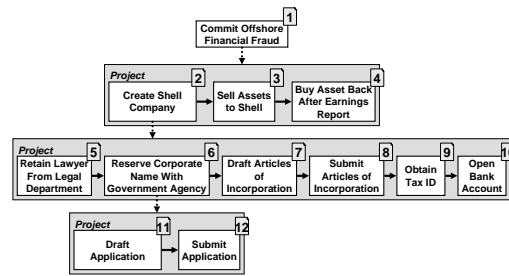 1
Commit Offshore
Financial Fraud
Project
2
Create Shell
Company
3
Sell Assets
to Shell
4
Buy Asset Back
After Earnings
Report
Project
5
Retain Lawyer
From Legal
Department
6
Reserve Corporate
Name With
Government Agency
7
Draft Articles
of
Incorporation
8
Submit
Articles of
Incorporation
9
Obtain
Tax ID
10
Open
Bank
Account
Project
11
Draft
Application
12
Submit
Application